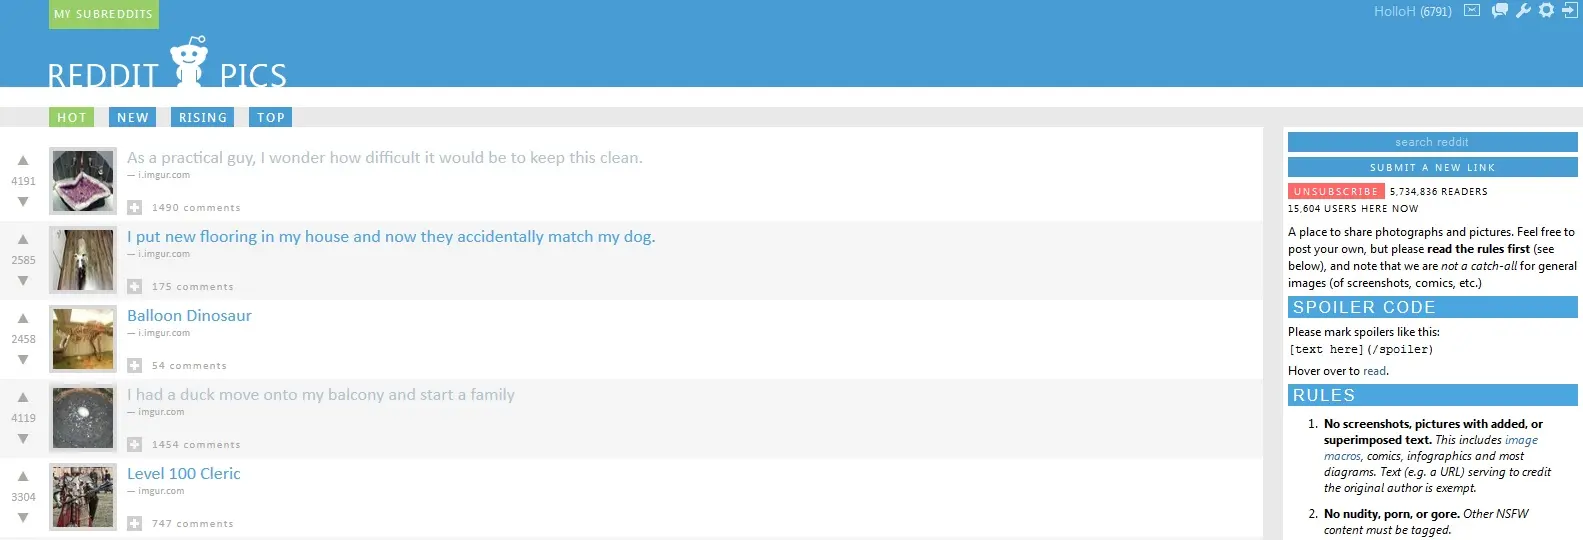 MY SUBREDDITS
HolloH (6791)
REDDIT PICS
HOT NEW RISING TOP
4191
As a practical guy, I wonder how difficult it would be to keep this clean.
— i.imgur.com
1490 comments
2585
I put new flooring in my house and now they accidentally match my dog.
— i.imgur.com
175 comments
2458
Balloon Dinosaur
— i.imgur.com
54 comments
4119
I had a duck move onto my balcony and start a family
— imgur.com
1454 comments
3304
Level 100 Cleric
— imgur.com
747 comments
search reddit
SUBMIT A NEW LINK
UNSUBSCRIBE 5,734,836 READERS
15,604 USERS HERE NOW
A place to share photographs and pictures. Feel free to
post your own, but please read the rules first (see
below), and note that we are not a catch-all for general
images (of screenshots, comics, etc.)
SPOILER CODE
Please mark spoilers like this:
[text here](/spoiler)
Hover over to read.
RULES
1. No screenshots, pictures with added, or
superimposed text. This includes image
macros, comics, infographics and most
diagrams. Text (e.g. a URL) serving to credit
the original author is exempt.
2. No nudity, porn, or gore. Other NSFW
content must be tagged.